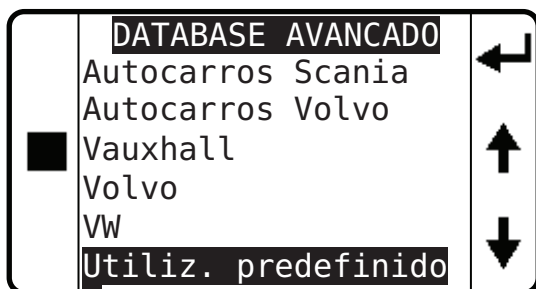 DATABASE AVANCADO
Autocarros Scania
Autocarros Volvo
Vauxhall
Volvo
VW
Utiliz. predefinido